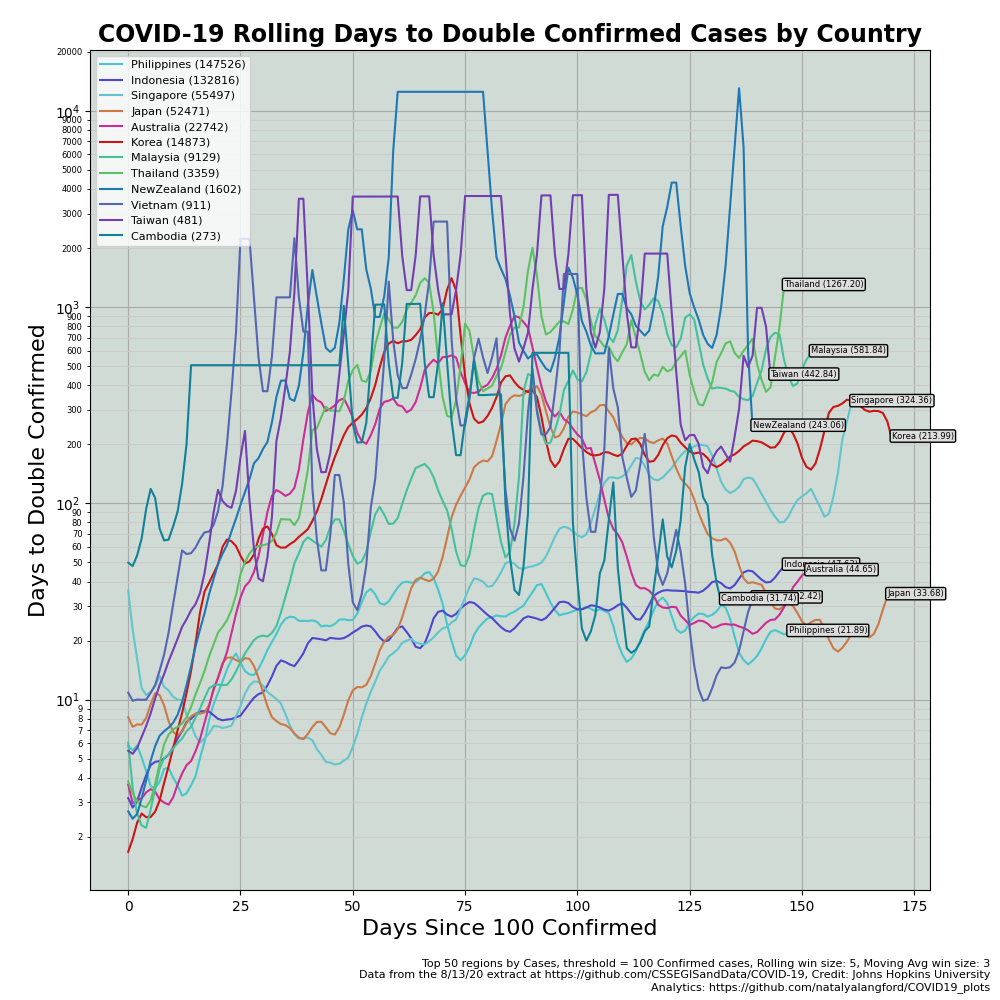 COVID-19 Rolling Days to Double Confirmed Cases by Country
Philippines (147526)
Indonesia (132816)
Singapore (55497)
Japan (52471)
Australia (22742)
Korea (14873)
Malaysia (9129)
Thailand (3359)
NewZealand (1602)
Vietnam (911)
Taiwan (481)
Cambodia (273)
Days to Double Confirmed
20000
10^4
9000
8000
7000
6000
5000
4000
3000
2000
10^3
900
800
700
600
500
400
300
200
10^2
90
80
70
60
50
40
30
20
10^1
9
8
7
6
5
4
3
2
Thailand (1267.20)
Malaysia (581.84)
Taiwan (442.84)
Singapore (324.36)
NewZealand (243.06)
Korea (213.99)
Australia (44.65)
Japan (33.68)
Cambodia (31.74)
Philippines (21.89)
0 25 50 75 100 125 150 175
Days Since 100 Confirmed
Top 50 regions by Cases, threshold = 100 Confirmed cases, Rolling win size: 5, Moving Avg win size: 3
Data from the 8/13/20 extract at https://github.com/CSSEGISandData/COVID-19, Credit: Johns Hopkins University
Analytics: https://github.com/natalyalangford/COVID19_plots